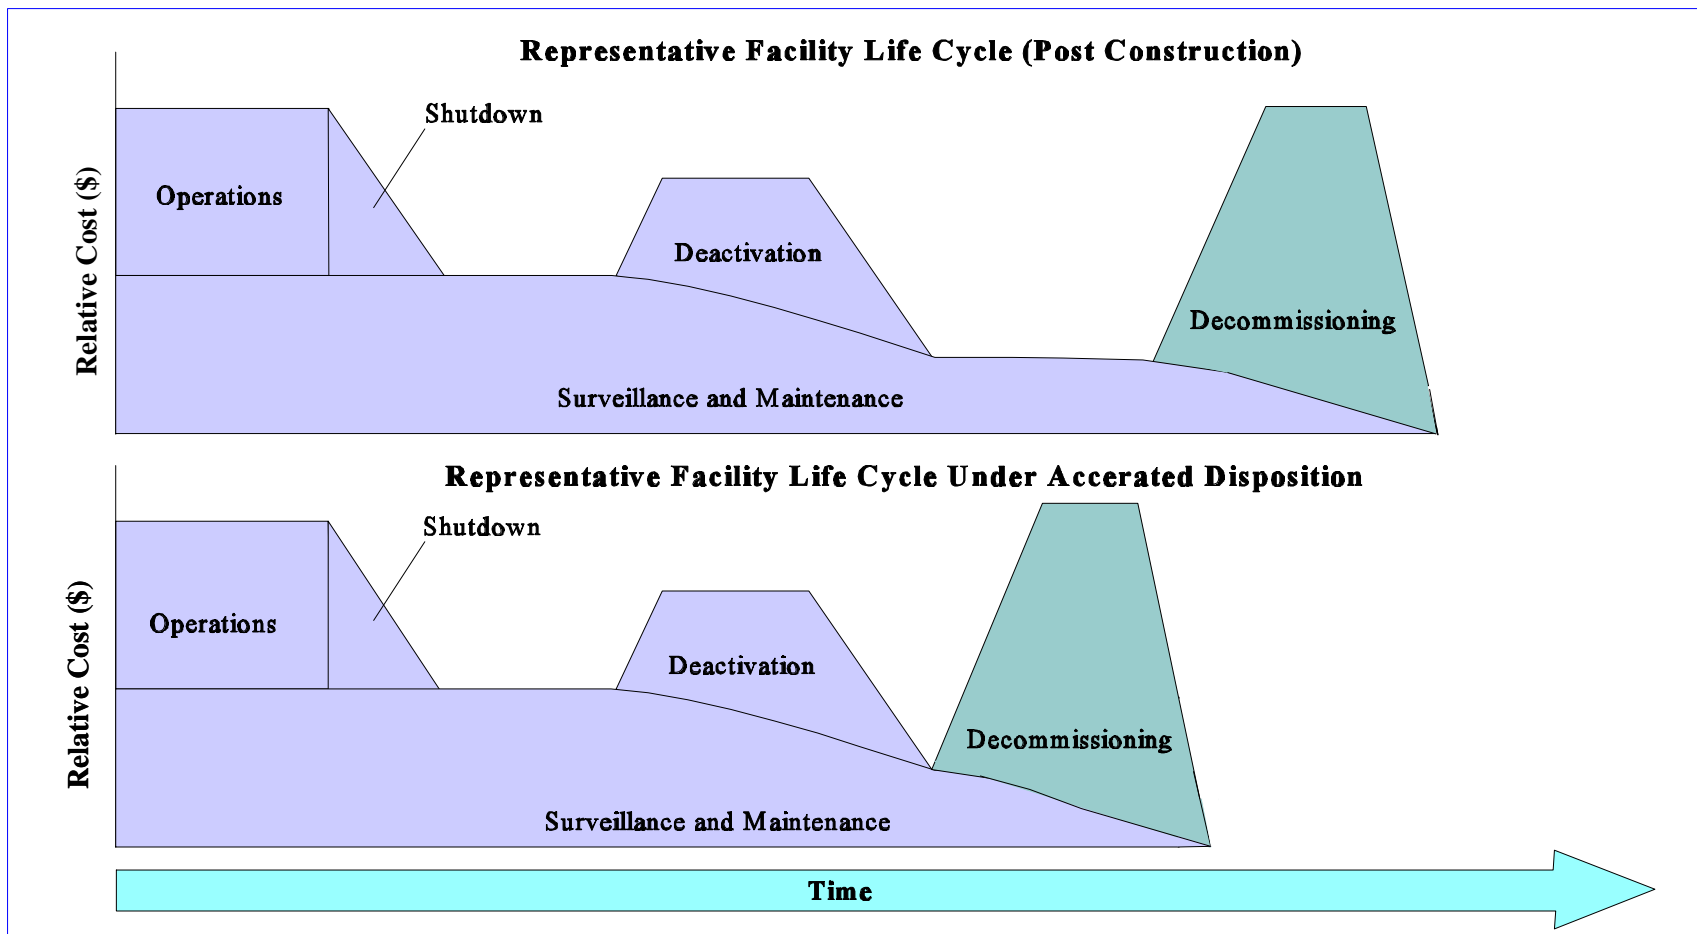 Representative Facility Life Cycle (Post Construction)
Shutdown
Operations
Relative Cost ($)
Deactivation
Decommissioning
Surveillance and Maintenance
Representative Facility Life Cycle Under Accerated Disposition
Shutdown
Operations
Relative Cost ($)
Deactivation
Decommissioning
Surveillance and Maintenance
Time